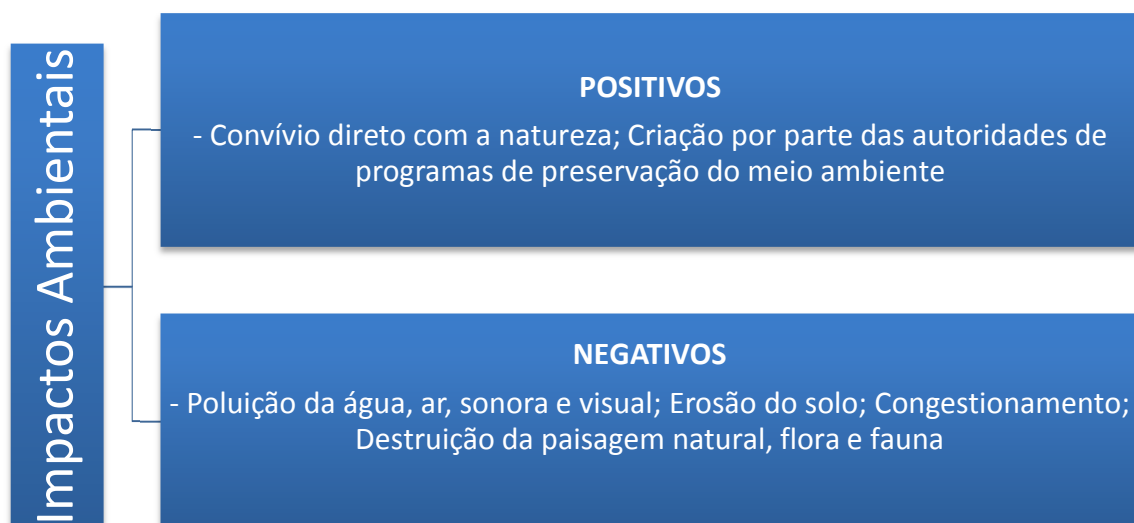 Impactos Ambientais
POSITIVOS
- Convívio direto com a natureza; Criação por parte das autoridades de
programas de preservação do meio ambiente
NEGATIVOS
- Poluição da água, ar, sonora e visual; Erosão do solo; Congestionamento;
Destruição da paisagem natural, flora e fauna